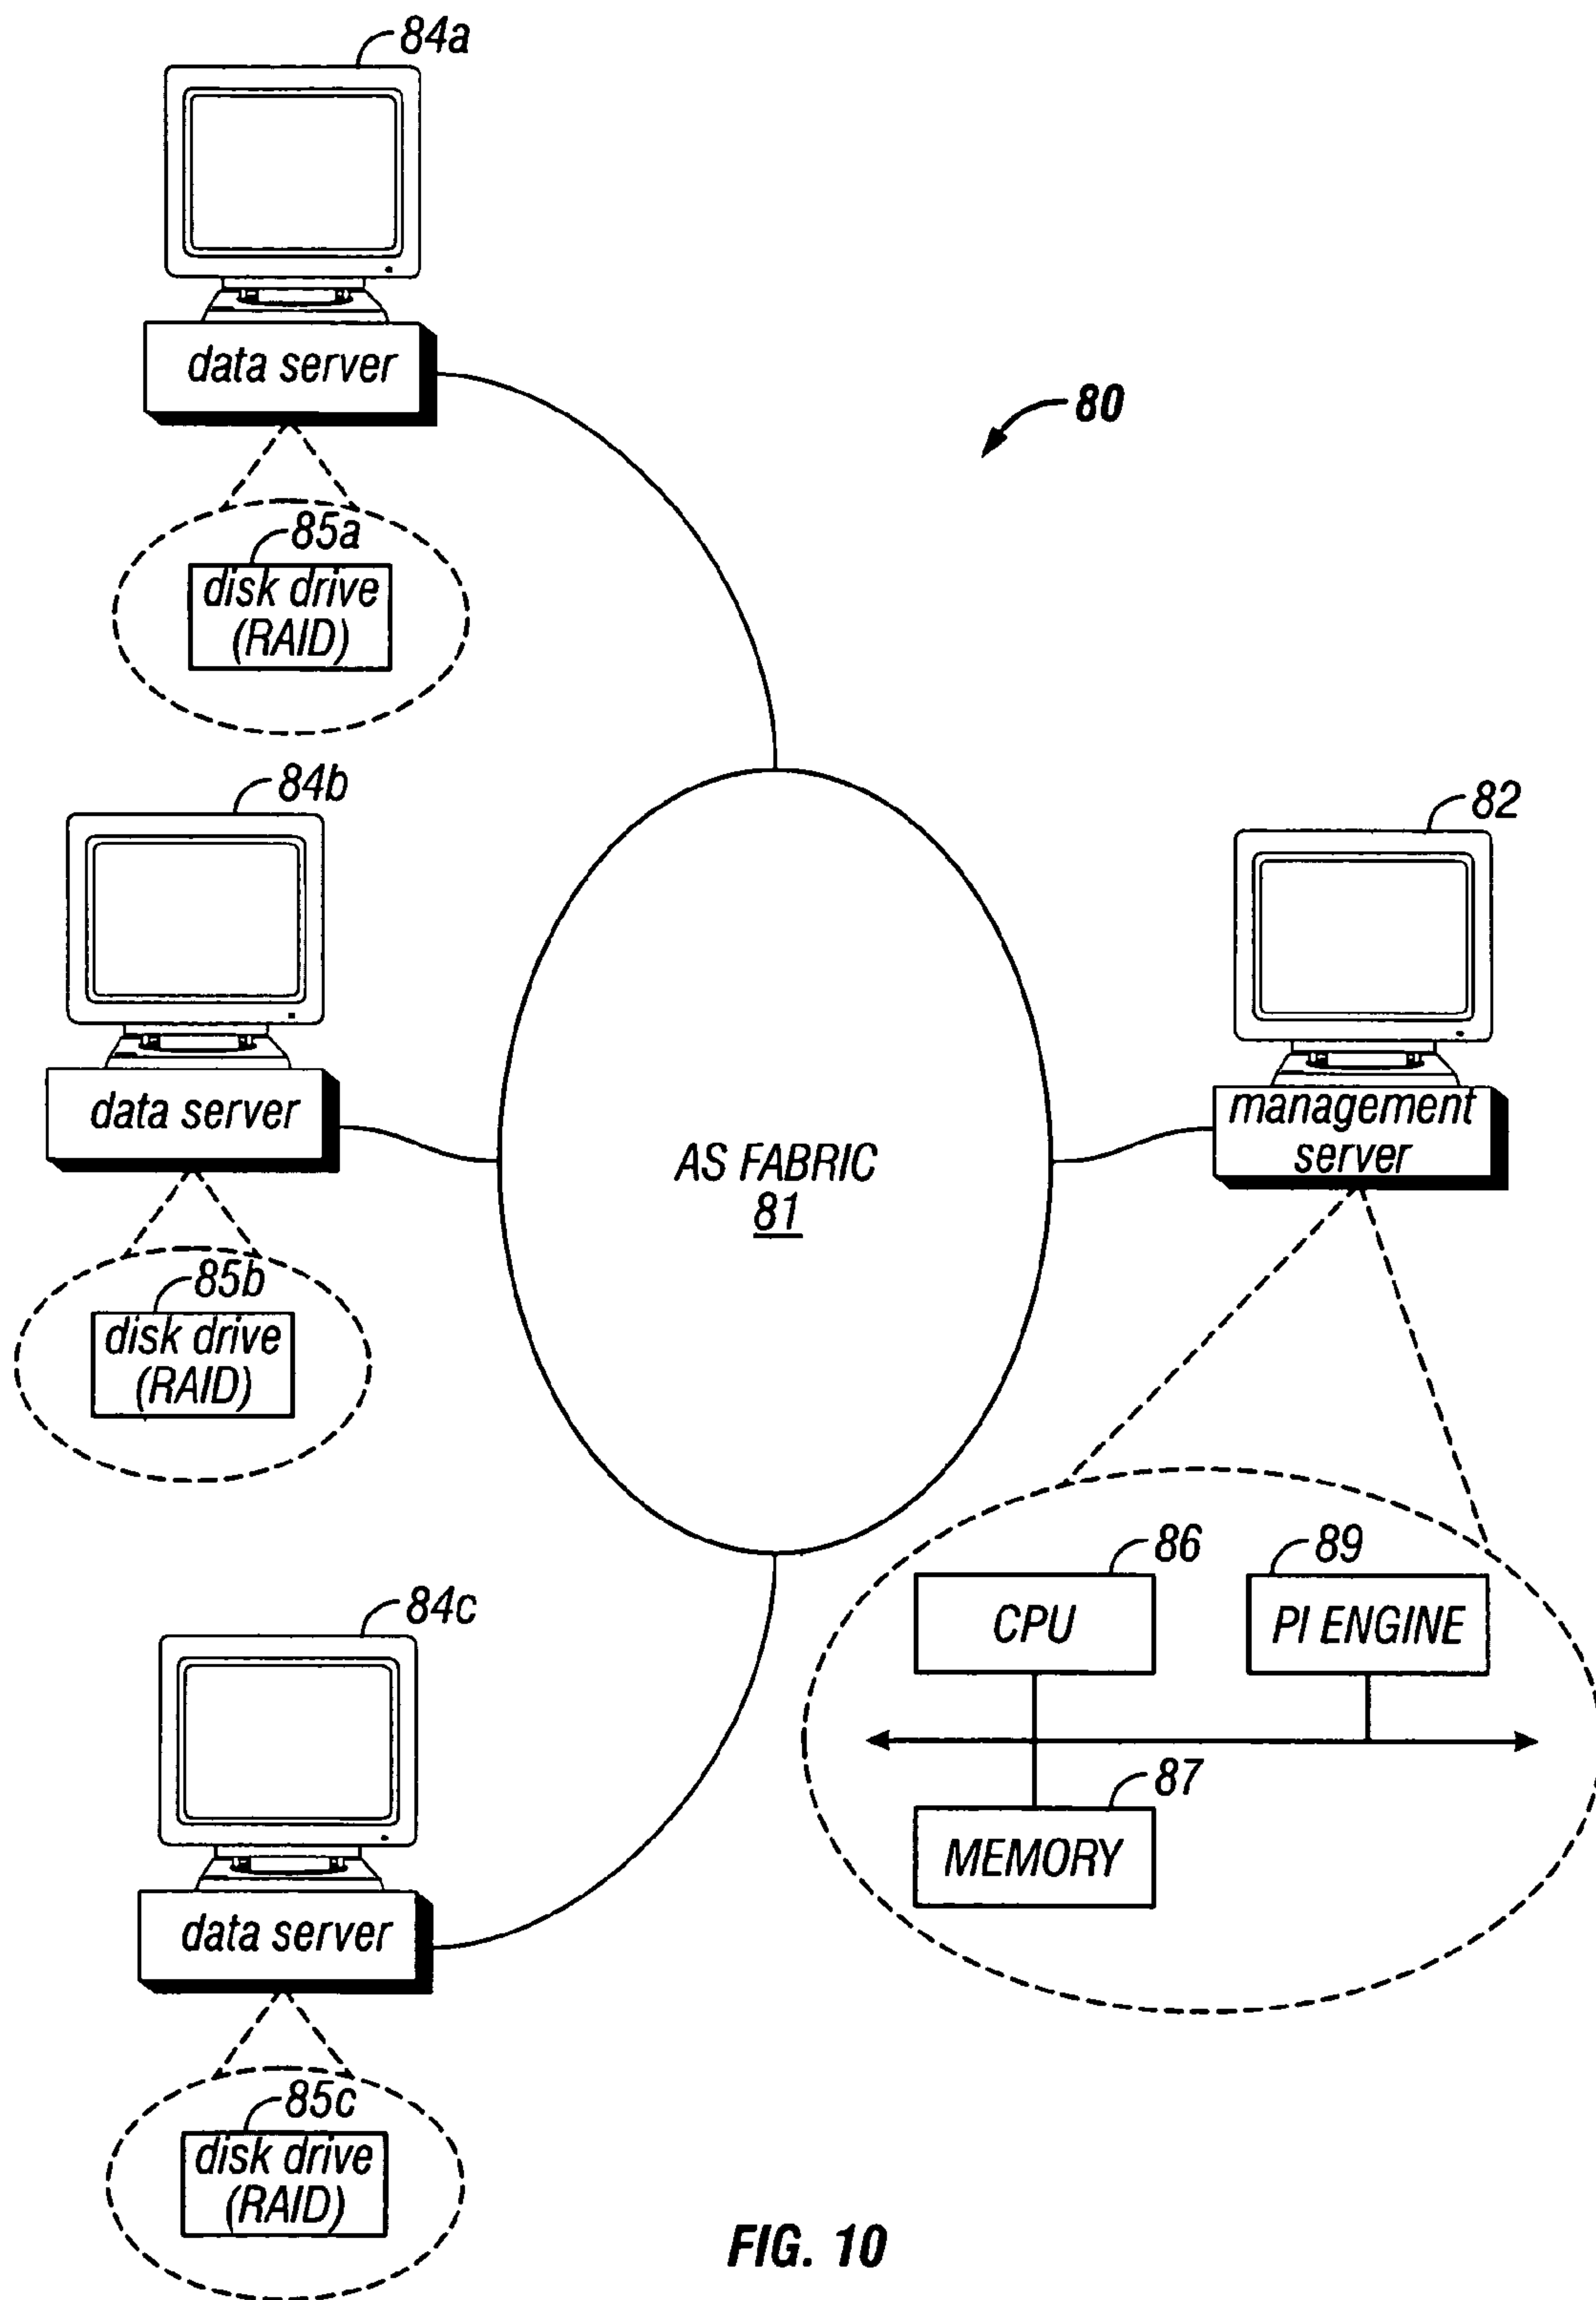 84a
data server
80
85a
disk drive
(RAID)
84b
data server
85b
disk drive
(RAID)
82
management
server
AS FABRIC
81
86
CPU
89
PI ENGINE
87
MEMORY
84c
data server
85c
disk drive
(RAID)
FIG. 10